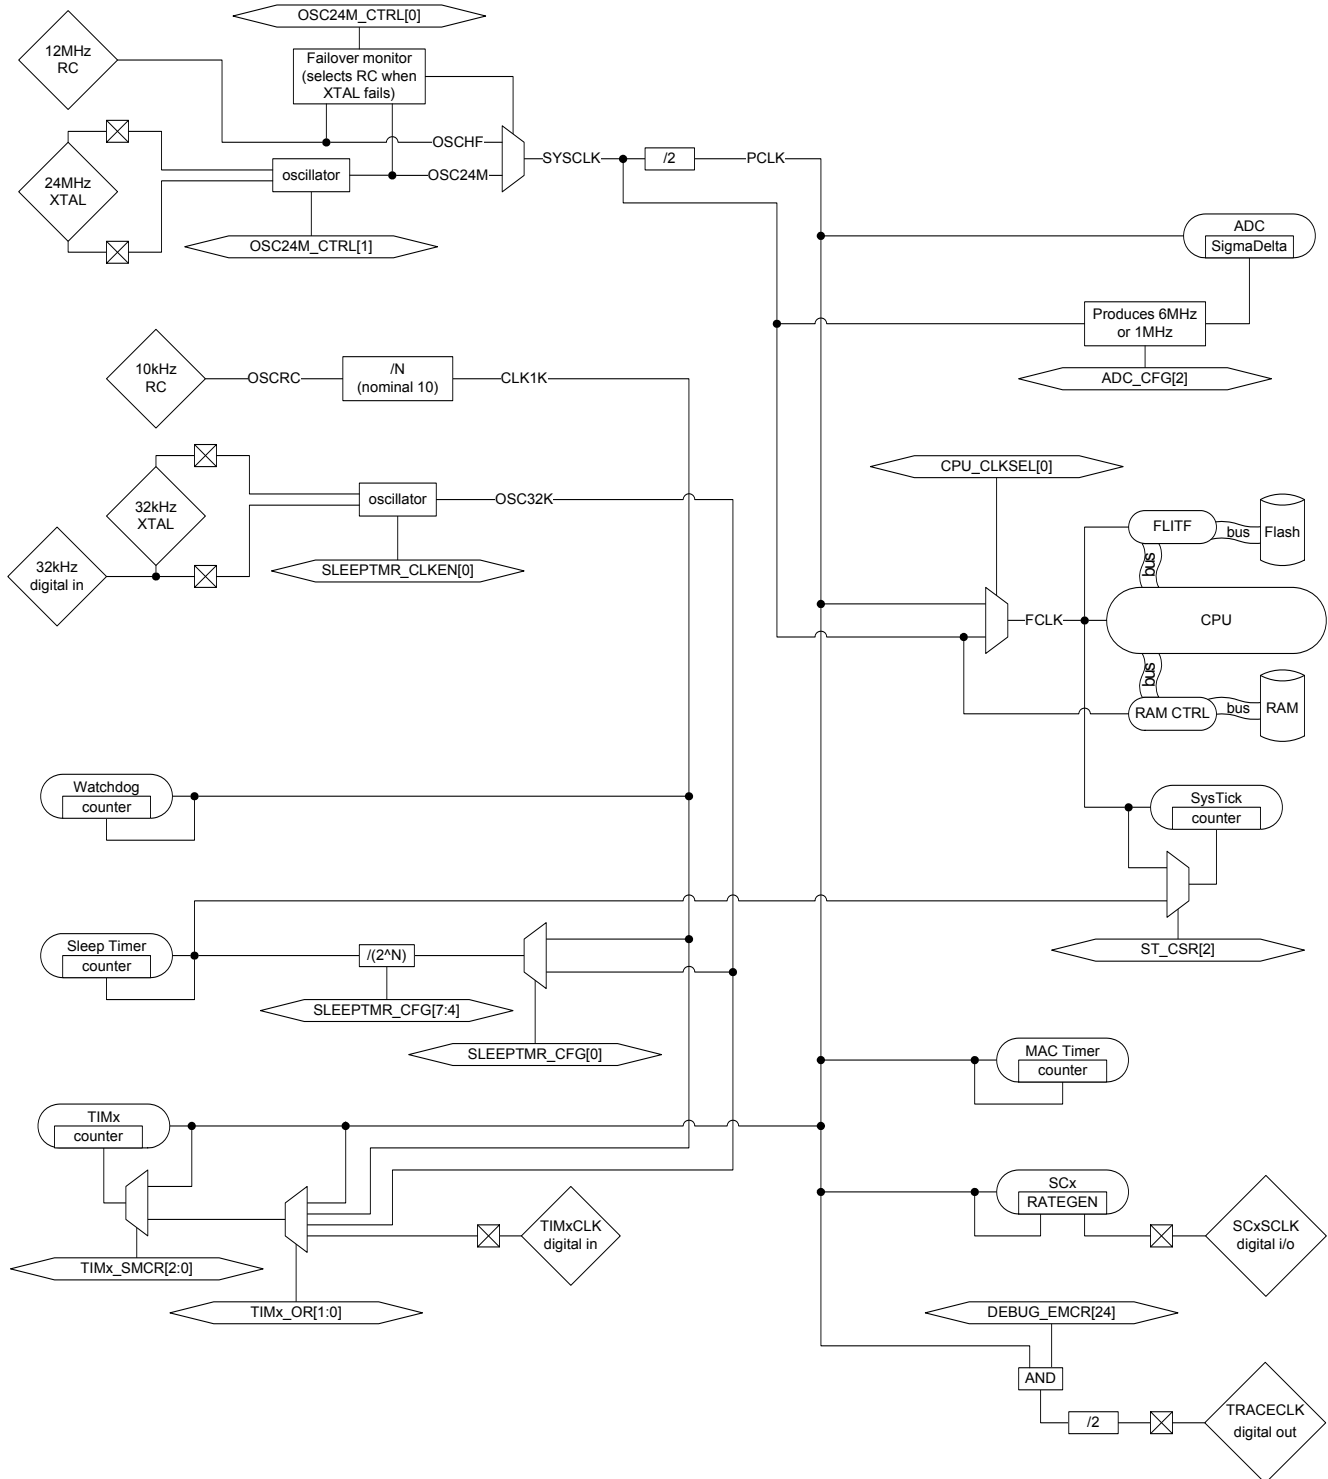 OSC24M_CTRL[0]
12MHz
RC
Failover monitor
(selects RC when
XTAL fails)
OSCHF
SYSCLK
/2
PCLK
24MHz
XTAL
oscillator
OSC24M
OSC24M_CTRL[1]
ADC
SigmaDelta
Produces 6MHz
or 1MHz
ADC_CFG[2]
10kHz
RC
OSCRC
/N
(nominal 10)
CLK1K
32kHz
XTAL
oscillator
OSC32K
32kHz
digital in
SLEEPTMR_CLKEN[0]
CPU_CLKSEL[0]
FLITF
bus
Flash
bus
FCLK
CPU
bus
RAM CTRL
bus
RAM
Watchdog
counter
SysTick
counter
ST_CSR[2]
Sleep Timer
counter
/(2^N)
SLEEPTMR_CFG[7:4]
SLEEPTMR_CFG[0]
MAC Timer
counter
TIMx
counter
TIMxCLK
digital in
TIMx_SMCR[2:0]
TIMx_OR[1:0]
SCx
RATEGEN
SCxSCLK
digital i/o
DEBUG_EMCR[24]
AND
/2
TRACECLK
digital out